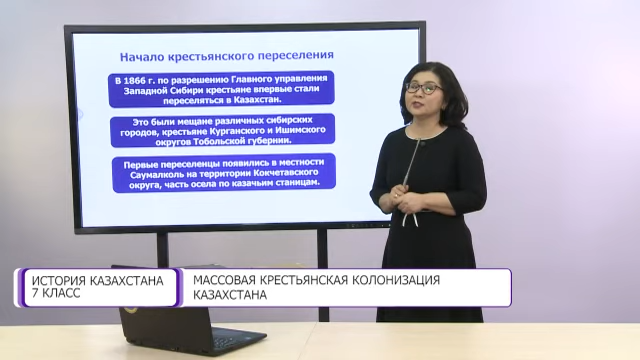 Начало крестьянского переселения
В 1866 г. по разрешению Главного управления
Западной Сибири крестьяне впервые стали
переселяться в Казахстан.
Это были мещане различных сибирских
городов, крестьяне Курганского и Ишимского
округов Тобольской губернии.
Первые переселенцы появились в местности
Саумалколь на территории Кокчетавского
округа, часть осела по казачьим станицам.
ИСТОРИЯ КАЗАХСТАНА
7 КЛАСС
МАССОВАЯ КРЕСТЬЯНСКАЯ КОЛОНИЗАЦИЯ
КАЗАХСТАНА